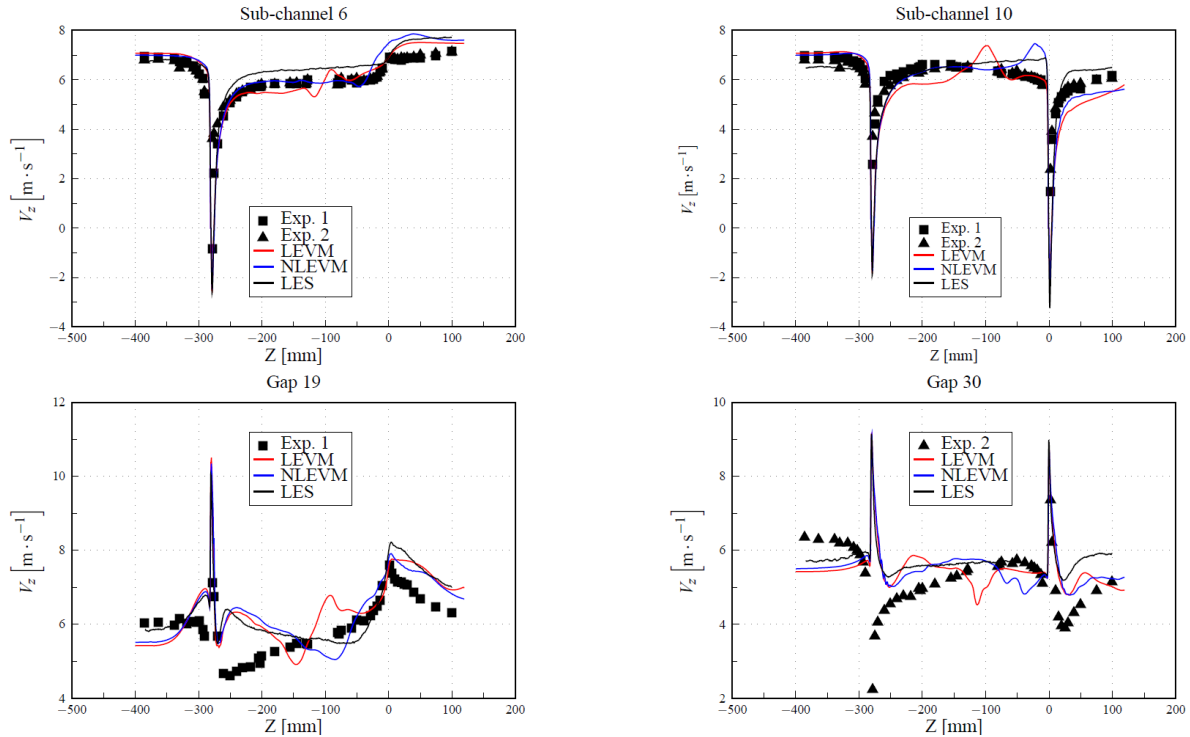 Sub-channel 6
8
6
4
2
0
−2
−4
V_z [m·s⁻¹]
Exp. 1
Exp. 2
LEVM
NLEVM
LES
−500 −400 −300 −200 −100 0 100 200
Z [mm]
Sub-channel 10
8
6
4
2
0
−2
−4
V_z [m·s⁻¹]
Exp. 1
Exp. 2
LEVM
NLEVM
LES
−500 −400 −300 −200 −100 0 100 200
Z [mm]
Gap 19
12
10
8
6
4
V_z [m·s⁻¹]
Exp. 1
LEVM
NLEVM
LES
−500 −400 −300 −200 −100 0 100 200
Z [mm]
Gap 30
10
8
6
4
2
V_z [m·s⁻¹]
Exp. 2
LEVM
NLEVM
LES
−500 −400 −300 −200 −100 0 100 200
Z [mm]